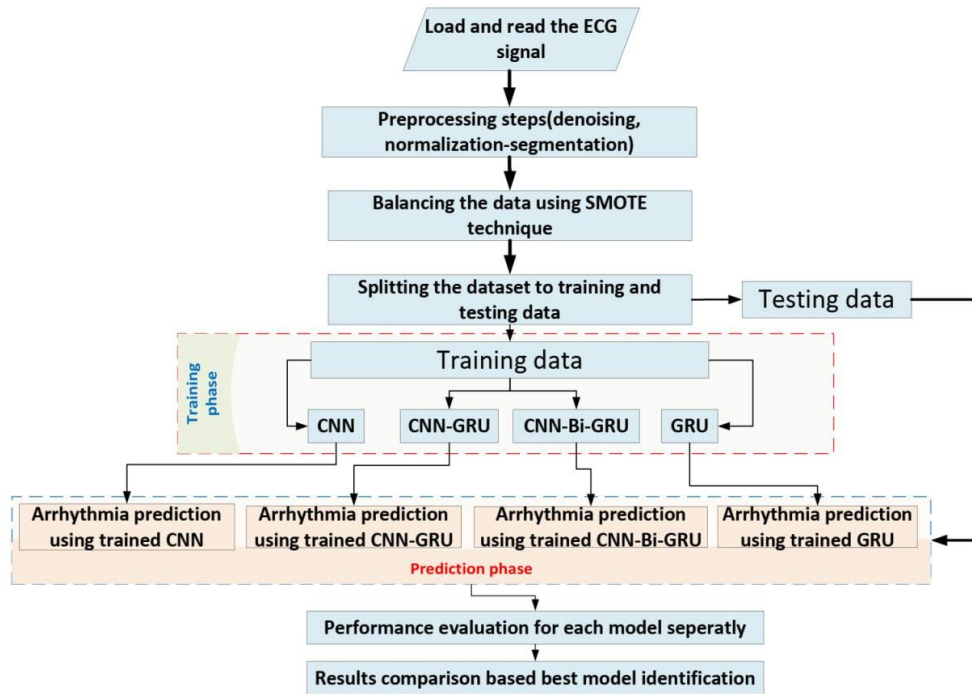 Load and read the ECG
signal
Preprocessing steps(denoising,
normalization-segmentation)
Balancing the data using SMOTE
technique
Splitting the dataset to training and
testing data
Testing data
Training data
Training
phase
CNN
CNN-GRU
CNN-Bi-GRU
GRU
Arrhythmia prediction
using trained CNN
Arrhythmia prediction
using trained CNN-GRU
Arrhythmia prediction
using trained CNN-Bi-GRU
Arrhythmia prediction
using trained GRU
Prediction phase
Performance evaluation for each model seperatly
Results comparison based best model identification